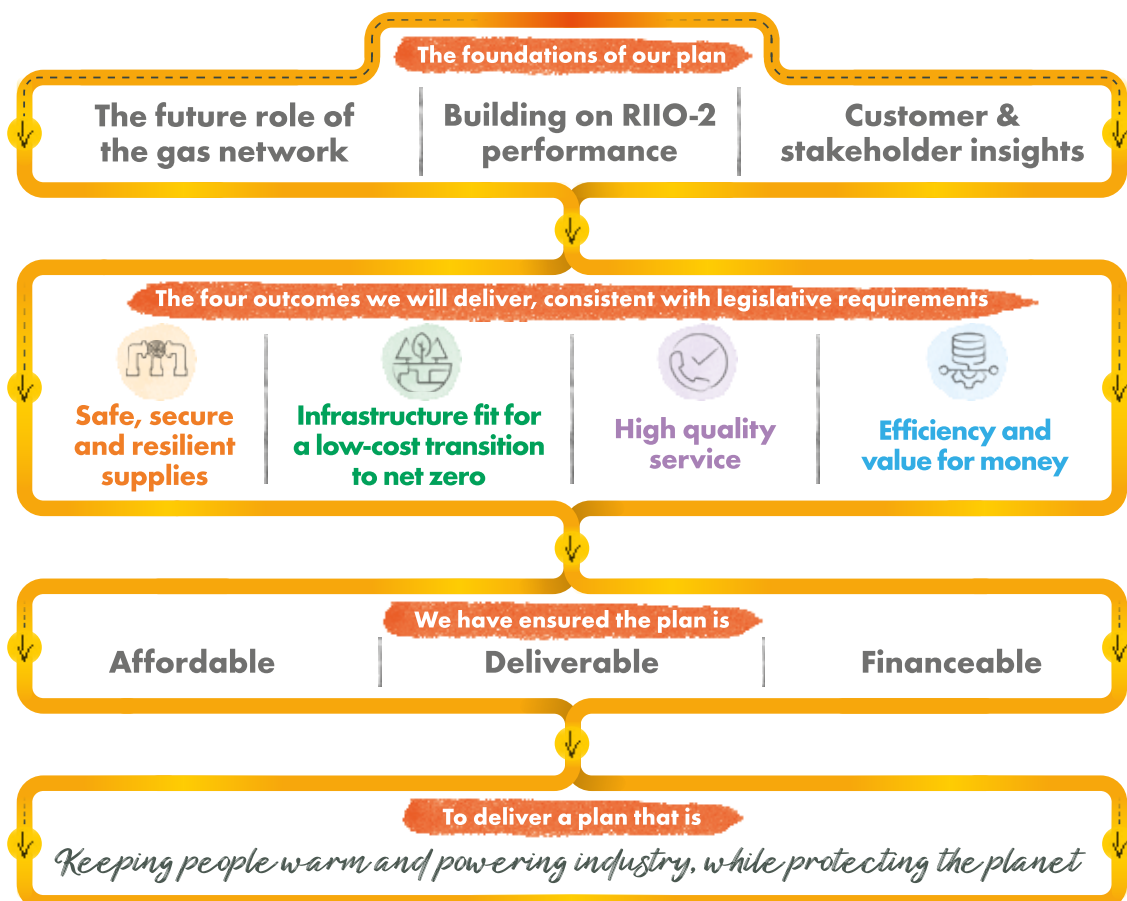 The foundations of our plan
The future role of
the gas network
Building on RIIO-2
performance
Customer &
stakeholder insights
The four outcomes we will deliver, consistent with legislative requirements
Safe, secure
and resilient
supplies
Infrastructure fit for
a low-cost transition
to net zero
High quality
service
Efficiency and
value for money
We have ensured the plan is
Affordable
Deliverable
Financeable
To deliver a plan that is
Keeping people warm and powering industry, while protecting the planet